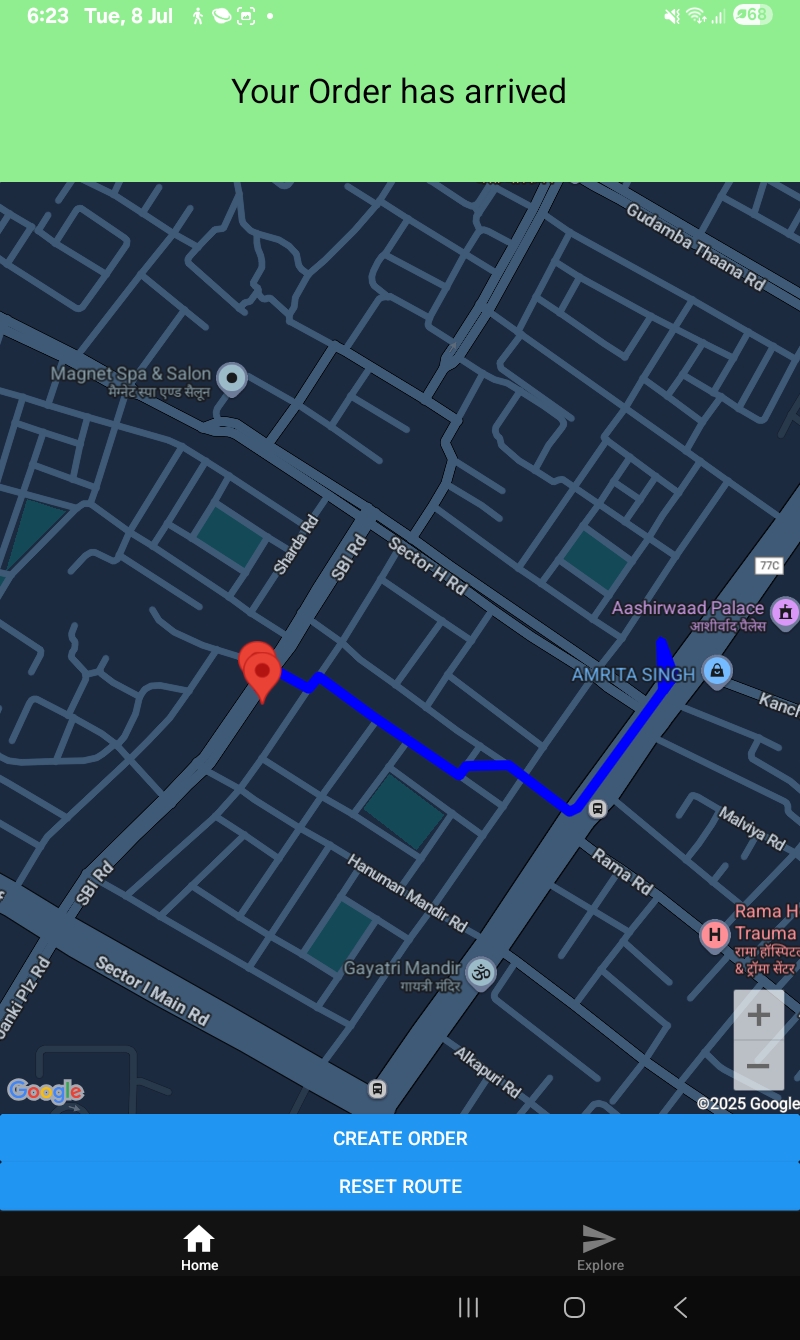 6:23 Tue, 8 Jul
68
Your Order has arrived
Gudamba Thaana Rd
Magnet Spa & Salon
मैग्नेट स्पा एण्ड सैलून
Sharda Rd
SBI Rd
Sector H Rd
77C
Aashirwaad Palace
आशीर्वाद पैलेस
AMRITA SINGH
Kanch
Malviya Rd
Rama Rd
SBI Rd
Hanuman Mandir Rd
Rama H
Trauma
रामा हॉस्पिट
& ट्रॉमा सेंटर
H
Gayatri Mandir
गायत्री मंदिर
ॐ
Sector I Main Rd
anki Plz Rd
Alkapuri Rd
Google
©2025 Google
CREATE ORDER
RESET ROUTE
Home
Explore